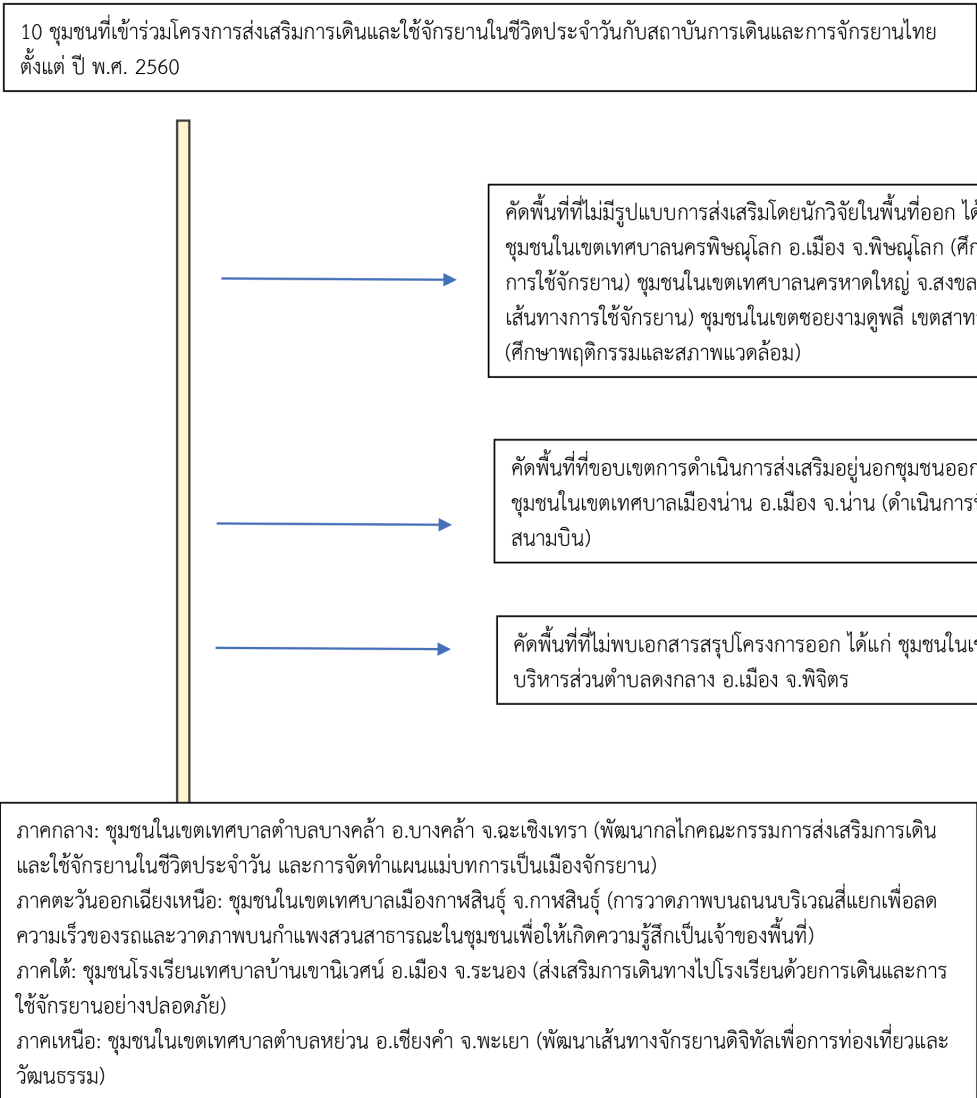 10 ชุมชนที่เข้าร่วมโครงการส่งเสริมการเดินและใช้จักรยานในชีวิตประจำวันกับสถาบันการเดินและการจักรยานไทย
ตั้งแต่ ปี พ.ศ. 2560
คัดพื้นที่ที่ไม่มีรูปแบบการส่งเสริมโดยนักวิจัยในพื้นที่ออก
ชุมชนในเขตเทศบาลนครพิษณุโลก อ.เมือง จ.พิษณุโลก
การใช้จักรยาน) ชุมชนในเขตเทศบาลนครหาดใหญ่ จ.สงขล
เส้นทางการใช้จักรยาน) ชุมชนในเขตซอยงามดูพลี เขตสาท
(ศึกษาพฤติกรรมและสภาพแวดล้อม)
คัดพื้นที่ที่ขอบเขตการดำเนินการส่งเสริมอยู่นอกชุมชนออก
ชุมชนในเขตเทศบาลเมืองน่าน อ.เมือง จ.น่าน (ดำเนินการ
สนามบิน)
คัดพื้นที่ที่ไม่พบเอกสารสรุปโครงการออก ได้แก่ ชุมชนในเ
บริหารส่วนตำบลดงกลาง อ.เมือง จ.พิจิตร
ภาคกลาง: ชุมชนในเขตเทศบาลตำบลบางคล้า อ.บางคล้า จ.ฉะเชิงเทรา (พัฒนากลไกคณะกรรมการส่งเสริมการเดิน
และใช้จักรยานในชีวิตประจำวัน และการจัดทำแผนแม่บทการเป็นเมืองจักรยาน)
ภาคตะวันออกเฉียงเหนือ: ชุมชนในเขตเทศบาลเมืองกาฬสินธุ์ จ.กาฬสินธุ์ (การวาดภาพบนถนนบริเวณสี่แยกเพื่อลด
ความเร็วของรถและวาดภาพบนกำแพงสวนสาธารณะในชุมชนเพื่อให้เกิดความรู้สึกเป็นเจ้าของพื้นที่)
ภาคใต้: ชุมชนโรงเรียนเทศบาลบ้านเขานิเวศน์ อ.เมือง จ.ระนอง (ส่งเสริมการเดินทางไปโรงเรียนด้วยการเดินและการ
ใช้จักรยานอย่างปลอดภัย)
ภาคเหนือ: ชุมชนในเขตเทศบาลตำบลหย่วน อ.เชียงคำ จ.พะเยา (พัฒนาเส้นทางจักรยานดิจิทัลเพื่อการท่องเที่ยวและ
วัฒนธรรม)